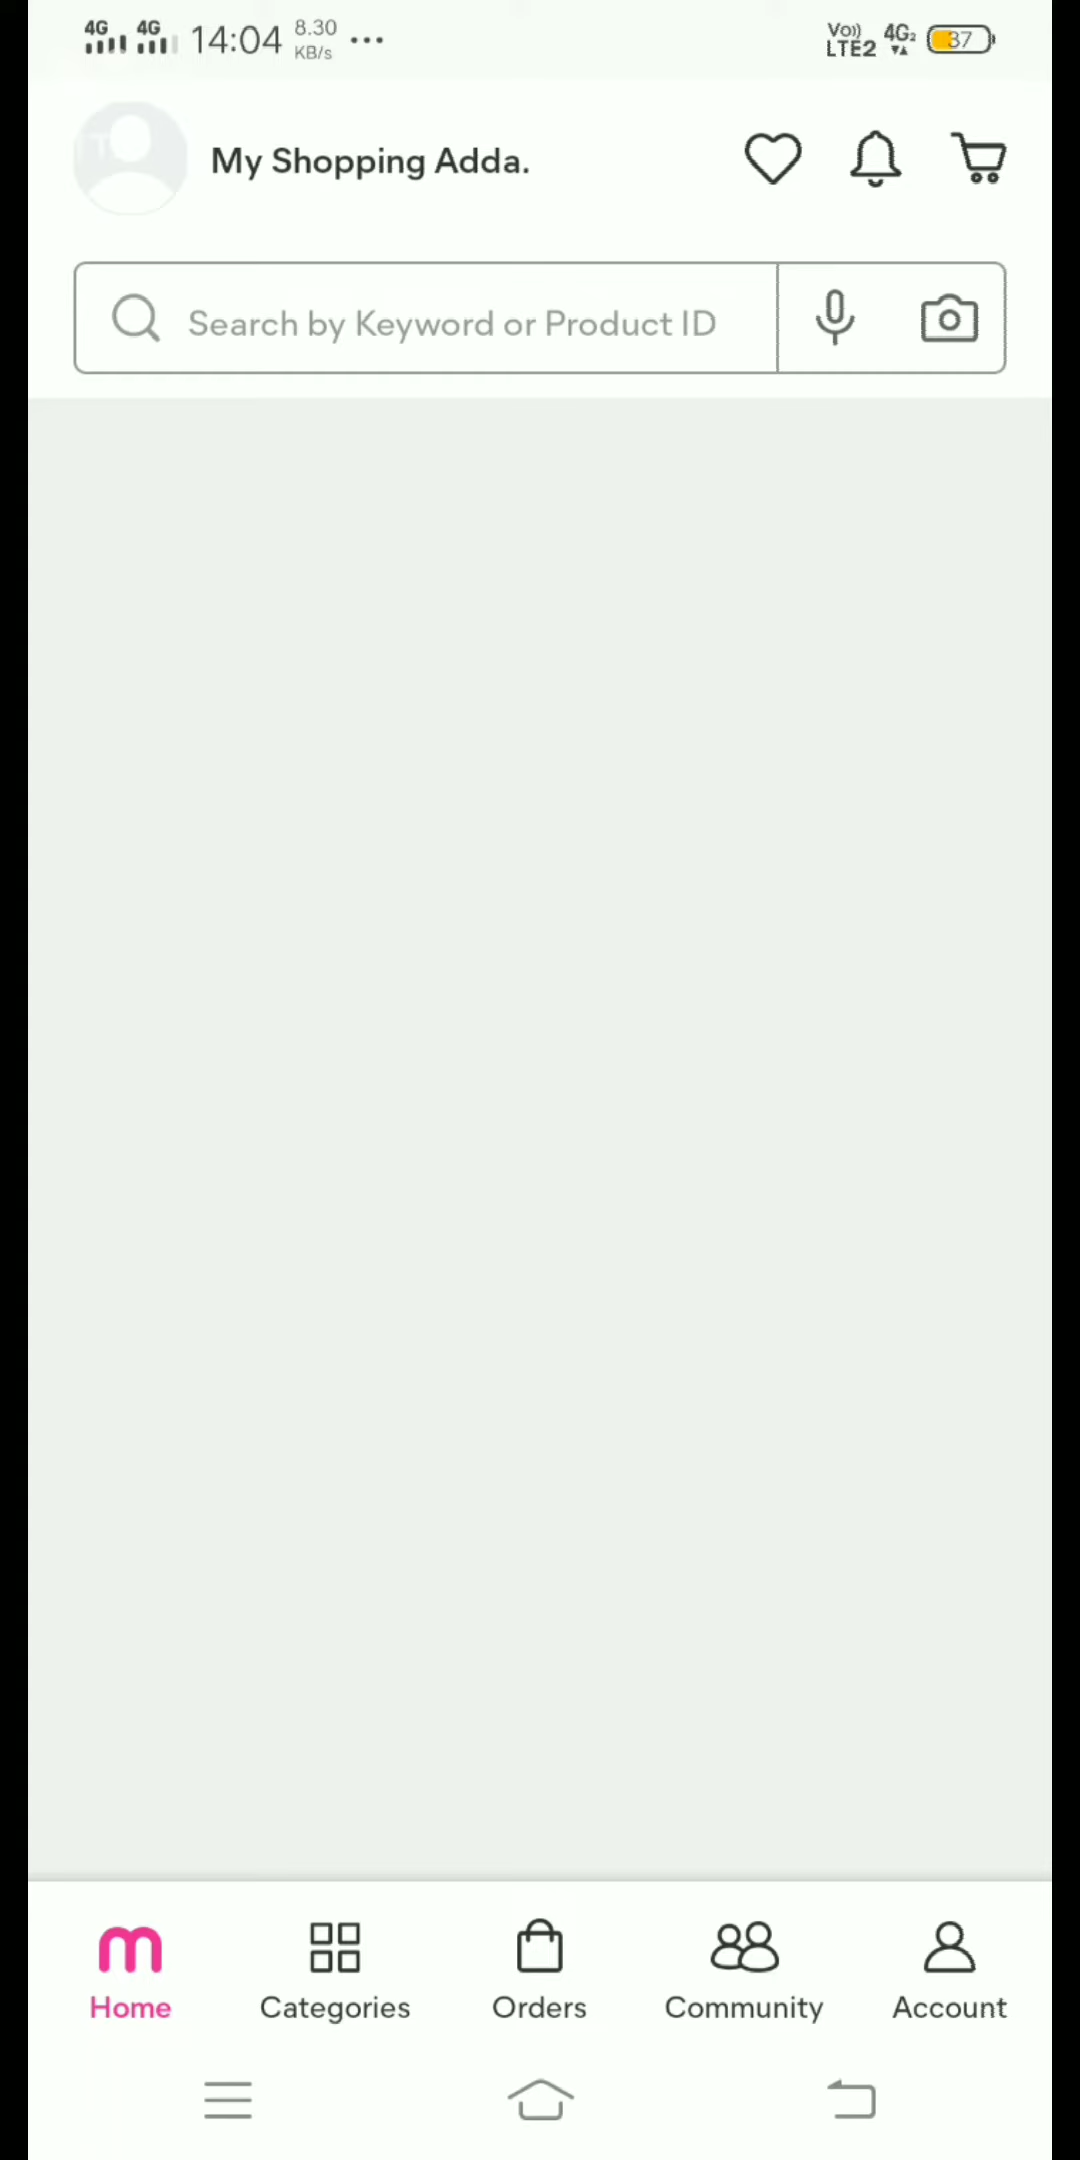 4G 4G 14:04 8.30 KB/s ... Vo)) LTE2 4G2 37
My Shopping Adda.
Search by Keyword or Product ID
Home Categories Orders Community Account